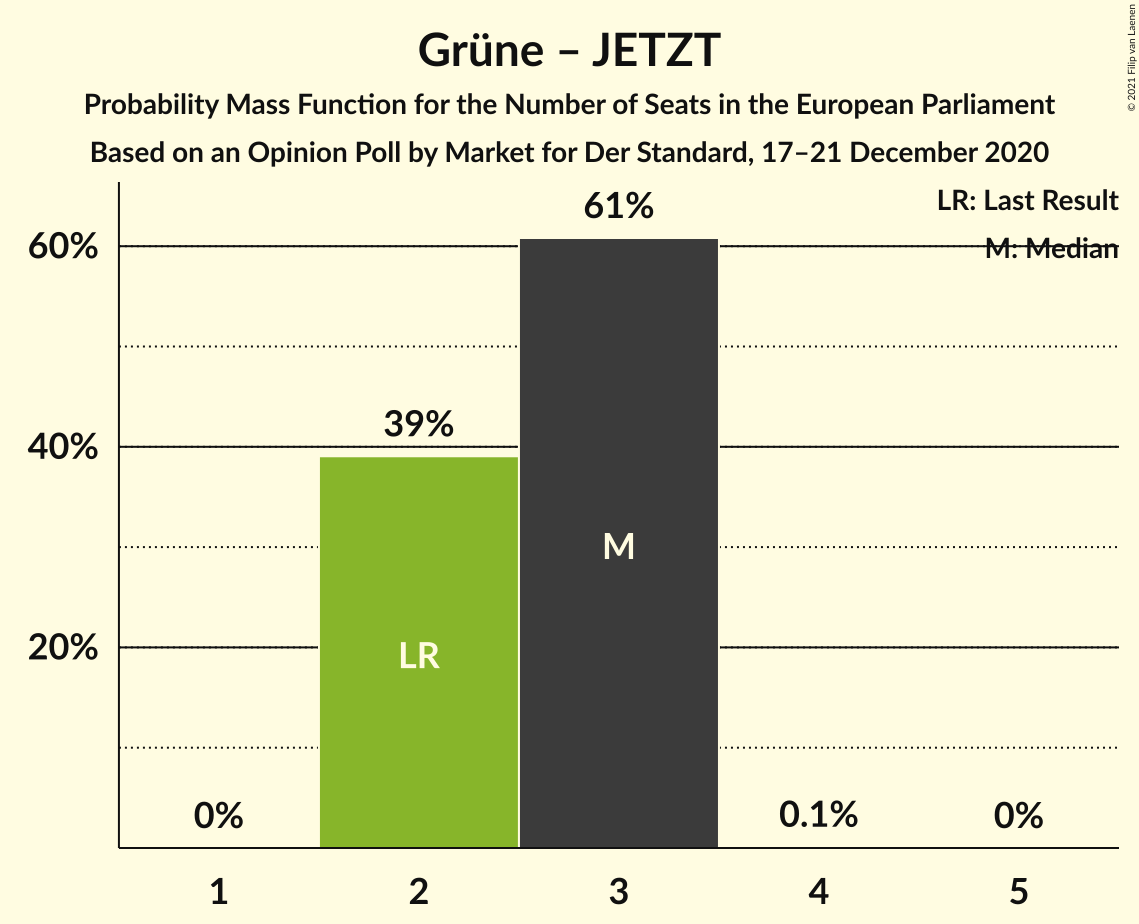 Grüne – JETZT
Probability Mass Function for the Number of Seats in the European Parliament
Based on an Opinion Poll by Market for Der Standard, 17–21 December 2020
© 2021 Filip van Laenen
LR: Last Result
M: Median
61%
60%
39%
40%
M
20%
LR
0%
0.1%
0%
1
2
3
4
5